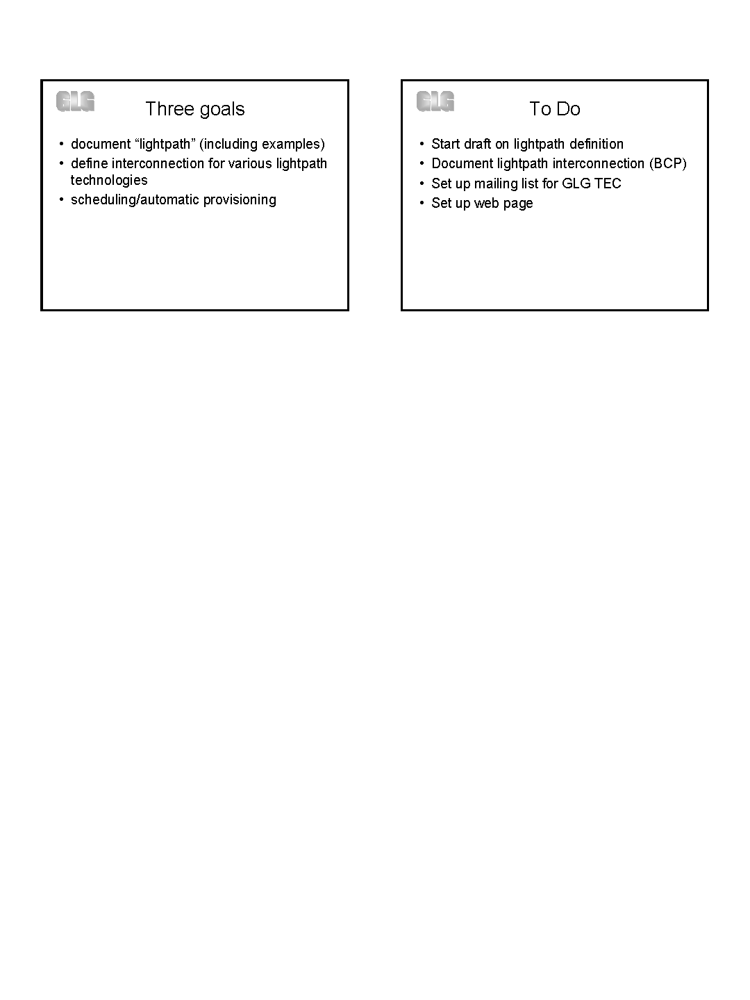 GLG
Three goals
• document “lightpath” (including examples)
• define interconnection for various lightpath
technologies
• scheduling/automatic provisioning
GLG
To Do
• Start draft on lightpath definition
• Document lightpath interconnection (BCP)
• Set up mailing list for GLG TEC
• Set up web page